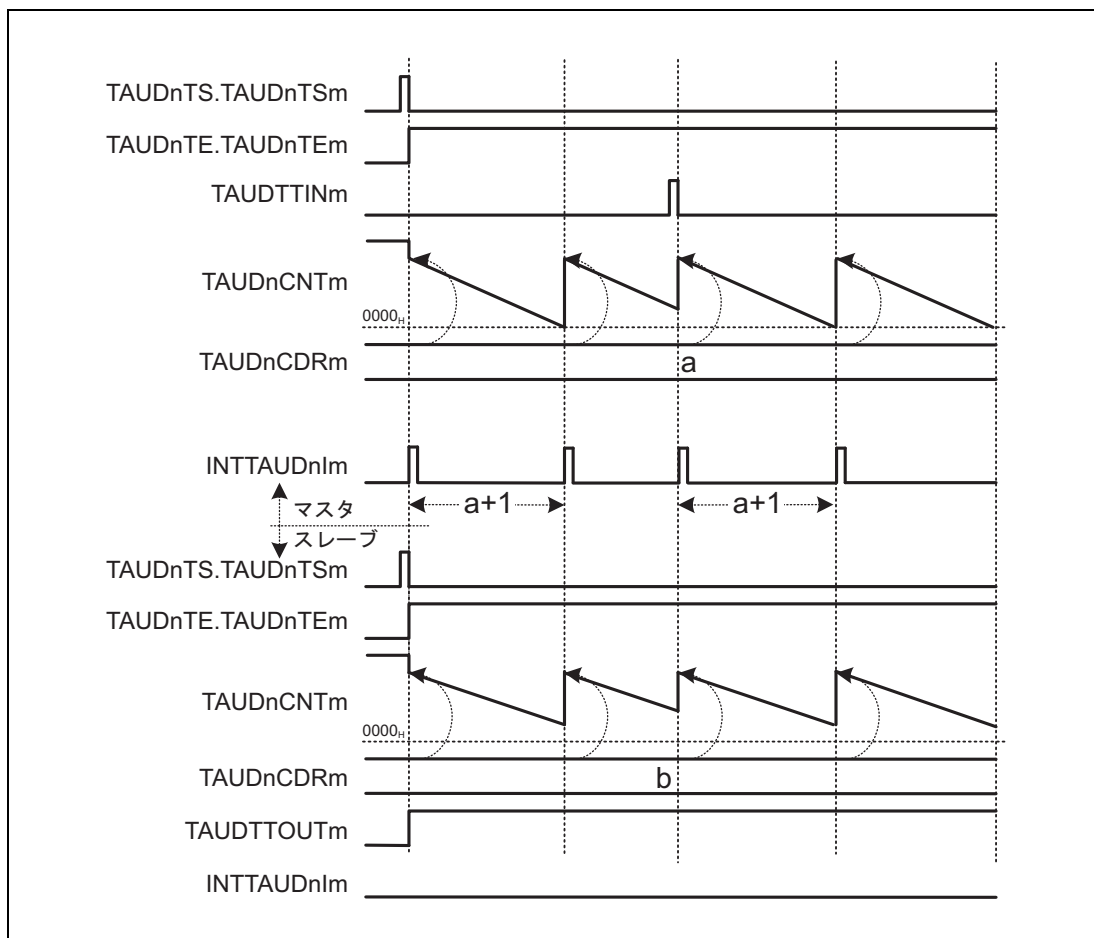 TAUDnTS.TAUDnTSm
TAUDnTE.TAUDnTEm
TAUDTTINm
TAUDnCNTm
0000H
TAUDnCDRm
a
INTTAUDnIm
a+1
a+1
マスタ
スレーブ
TAUDnTS.TAUDnTSm
TAUDnTE.TAUDnTEm
TAUDnCNTm
0000H
TAUDnCDRm
b
TAUDTTOUTm
INTTAUDnIm